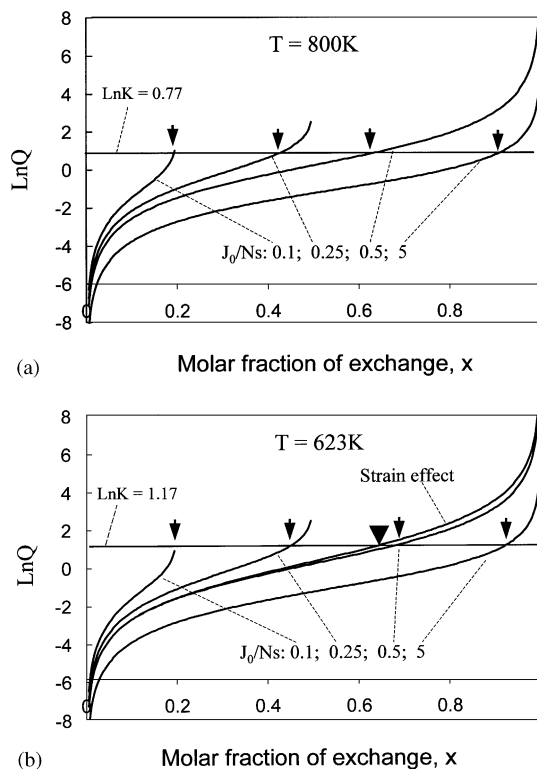 8
T = 800K
6
4
LnK = 0.77
2
LnQ
0
-2
-4
J0/Ns: 0.1; 0.25; 0.5; 5
-6
0
-8
0.2 0.4 0.6 0.8
(a) Molar fraction of exchange, x
8
T = 623K
6
Strain effect
4
LnK = 1.17
2
LnQ
0
-2
-4
J0/Ns: 0.1; 0.25; 0.5; 5
-6
0
-8
0.2 0.4 0.6 0.8
(b) Molar fraction of exchange, x